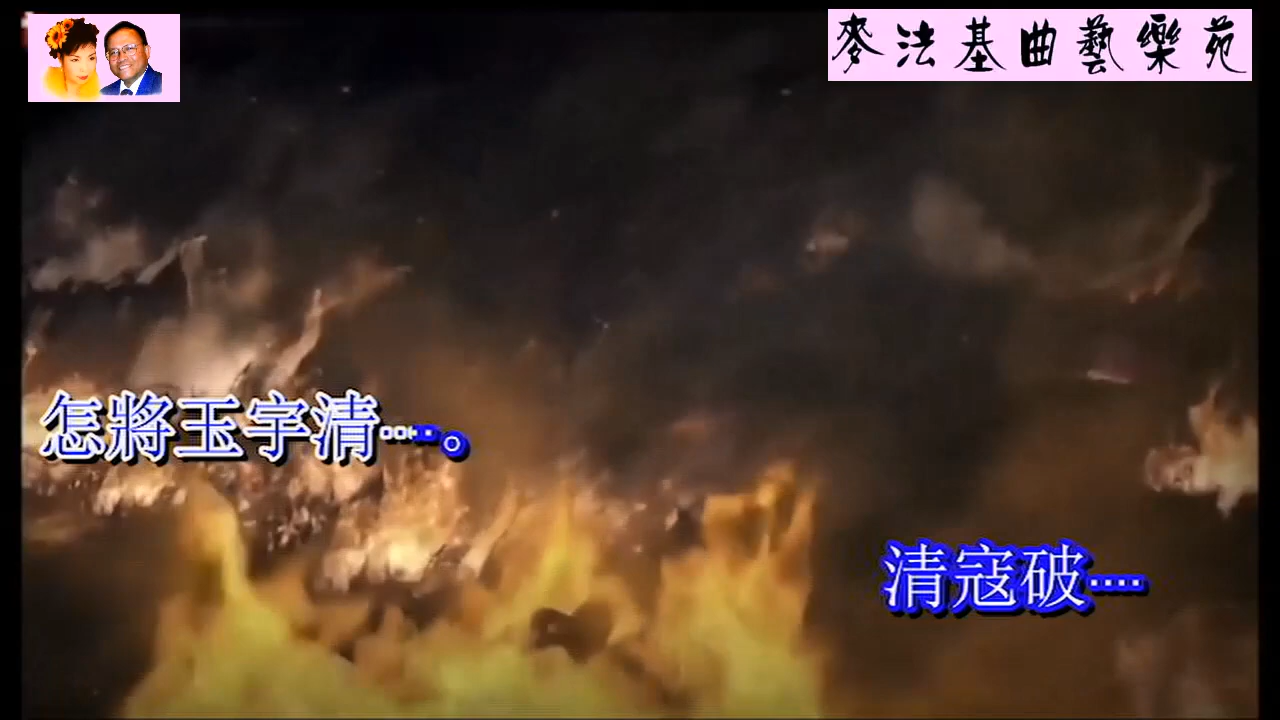 麥法基曲藝樂苑
怎將玉宇清……。
清寇破……